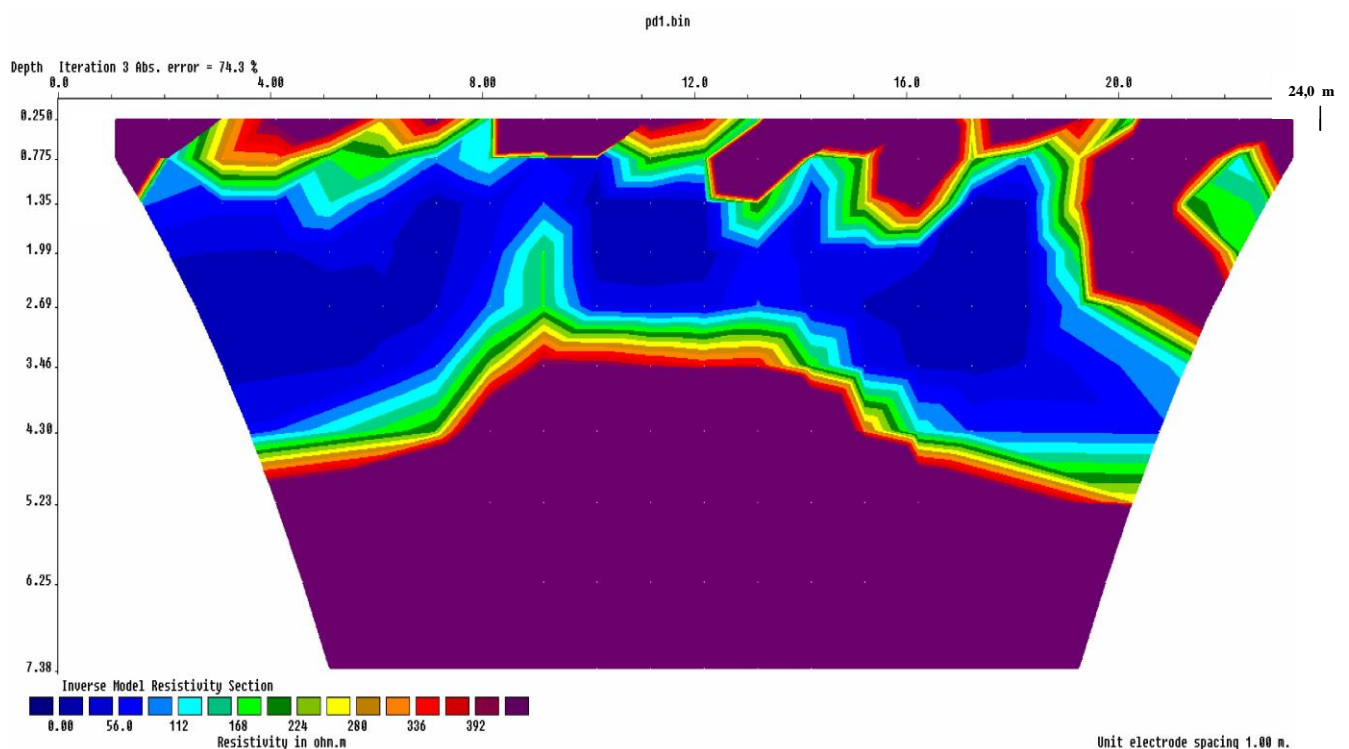 pd1.bin
Depth Iteration 3 Abs. error = 74.3 %
0.0 4.00 8.00 12.0 16.0 20.0 24,0 m
0.250
0.775
1.35
1.99
2.69
3.46
4.30
5.23
6.25
7.38
Inverse Model Resistivity Section
0.00 56.0 112 168 224 280 336 392
Resistivity in ohm.m Unit electrode spacing 1.00 m.